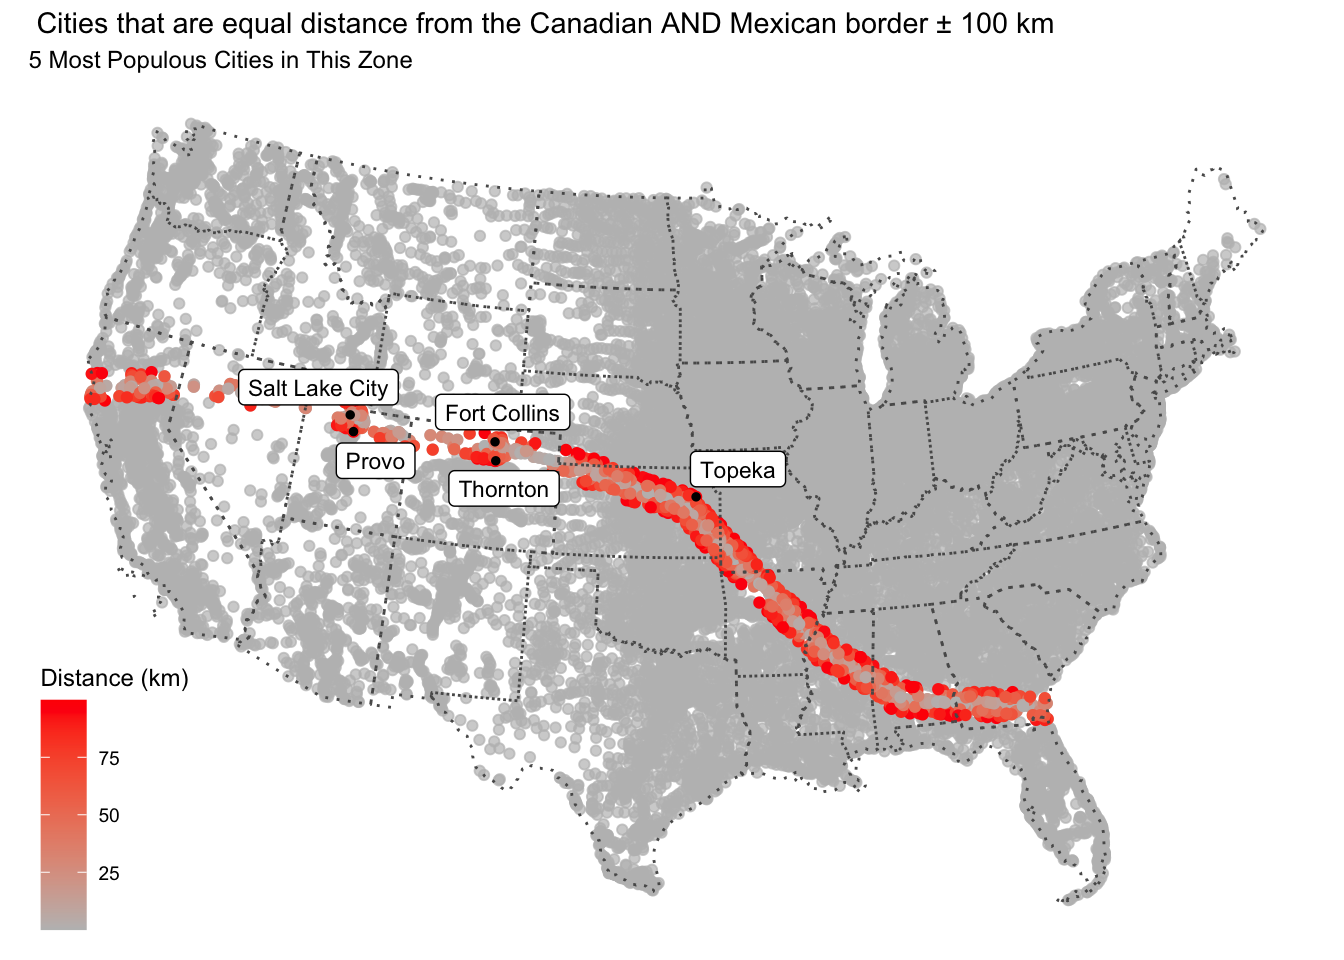 Cities that are equal distance from the Canadian AND Mexican border ± 100 km
5 Most Populous Cities in This Zone
Salt Lake City
Fort Collins
Provo
Topeka
Thornton
Distance (km)
75
50
25